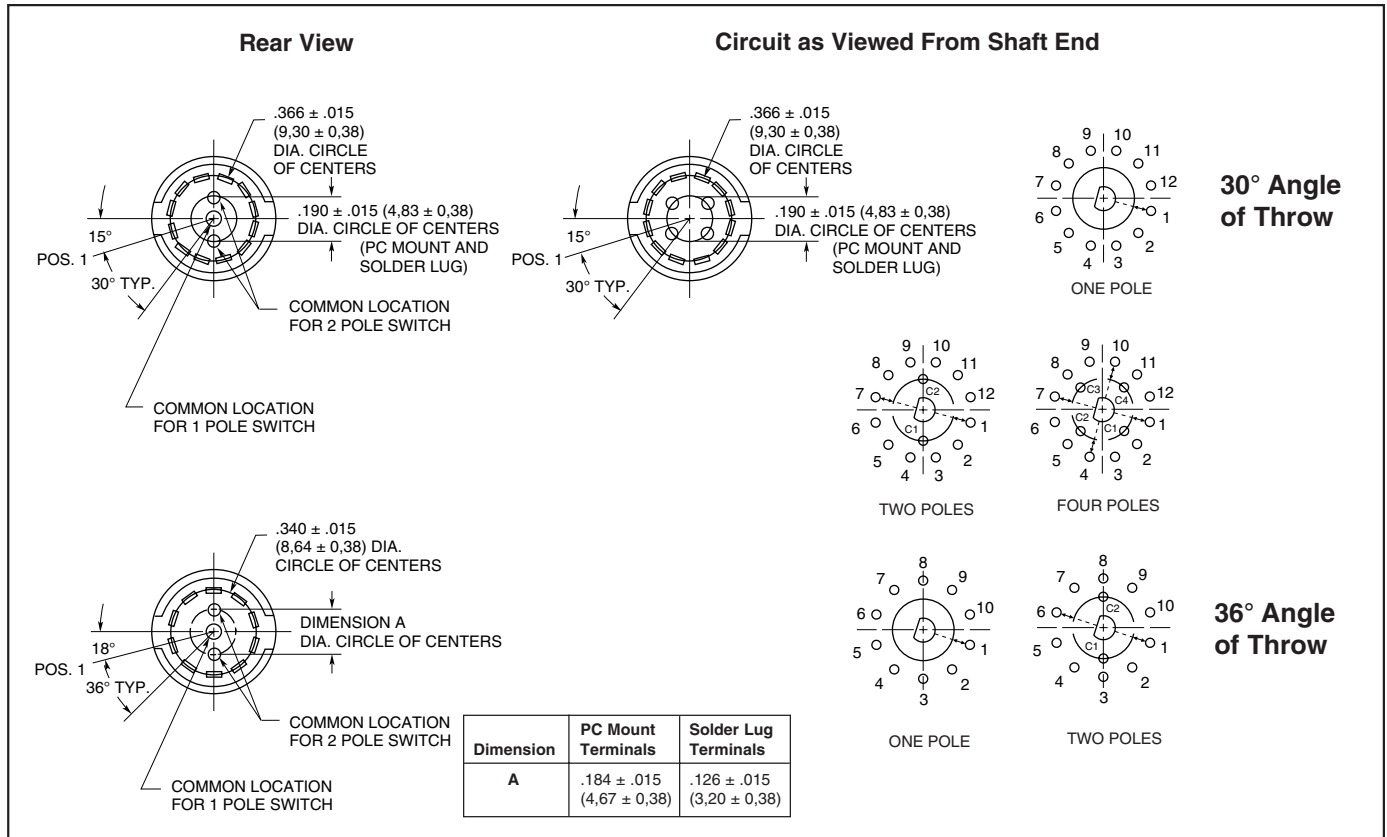 Rear View
Circuit as Viewed From Shaft End
.366 ± .015
(9,30 ± 0,38)
DIA. CIRCLE
OF CENTERS
.190 ± .015 (4,83 ± 0,38)
DIA. CIRCLE OF CENTERS
(PC MOUNT AND
SOLDER LUG)
15°
POS. 1
30° TYP.
COMMON LOCATION
FOR 2 POLE SWITCH
COMMON LOCATION
FOR 1 POLE SWITCH
.366 ± .015
(9,30 ± 0,38)
DIA. CIRCLE
OF CENTERS
.190 ± .015 (4,83 ± 0,38)
DIA. CIRCLE OF CENTERS
(PC MOUNT AND
SOLDER LUG)
15°
POS. 1
30° TYP.
9 10
8 11
7 12
6 1
5 2
4 3
ONE POLE
30° Angle
of Throw
9 10
8 11
C2
7 12
6 C1 1
5 2
4 3
TWO POLES
9 10
8 11
C3
7 C4 12
C2
6 C1 1
5 2
4 3
FOUR POLES
.340 ± .015
(8,64 ± 0,38) DIA.
CIRCLE OF CENTERS
DIMENSION A
DIA. CIRCLE OF CENTERS
18°
POS. 1
36° TYP.
COMMON LOCATION
FOR 2 POLE SWITCH
COMMON LOCATION
FOR 1 POLE SWITCH
Dimension PC Mount Terminals Solder Lug Terminals
A .184 ± .015 .126 ± .015
(4,67 ± 0,38) (3,20 ± 0,38)
8
7 9
6 10
5 1
4 2
3
ONE POLE
8
7 9
C2
6 10
5 C1 1
4 2
3
TWO POLES
36° Angle
of Throw